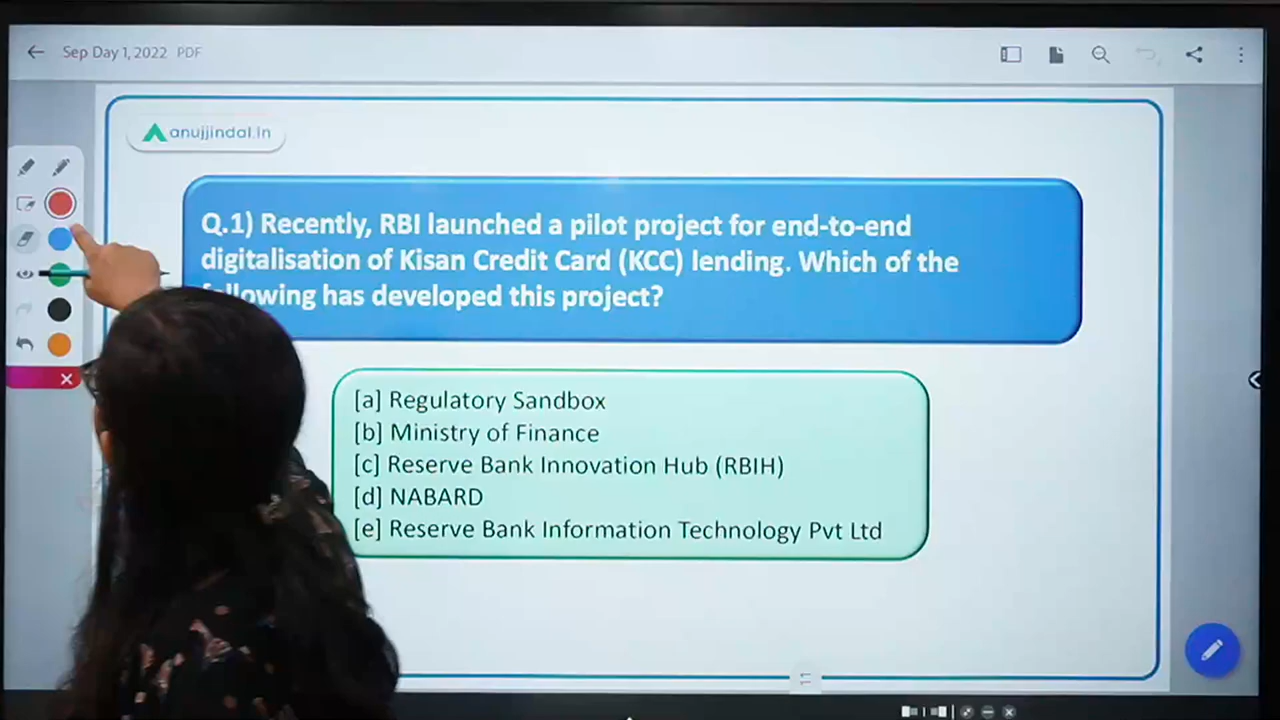 Sep Day 1, 2022 PDF
anujjindal.in
Q.1) Recently, RBI launched a pilot project for end-to-end
digitalisation of Kisan Credit Card (KCC) lending. Which of the
following has developed this project?
[a] Regulatory Sandbox
[b] Ministry of Finance
[c] Reserve Bank Innovation Hub (RBIH)
[d] NABARD
[e] Reserve Bank Information Technology Pvt Ltd